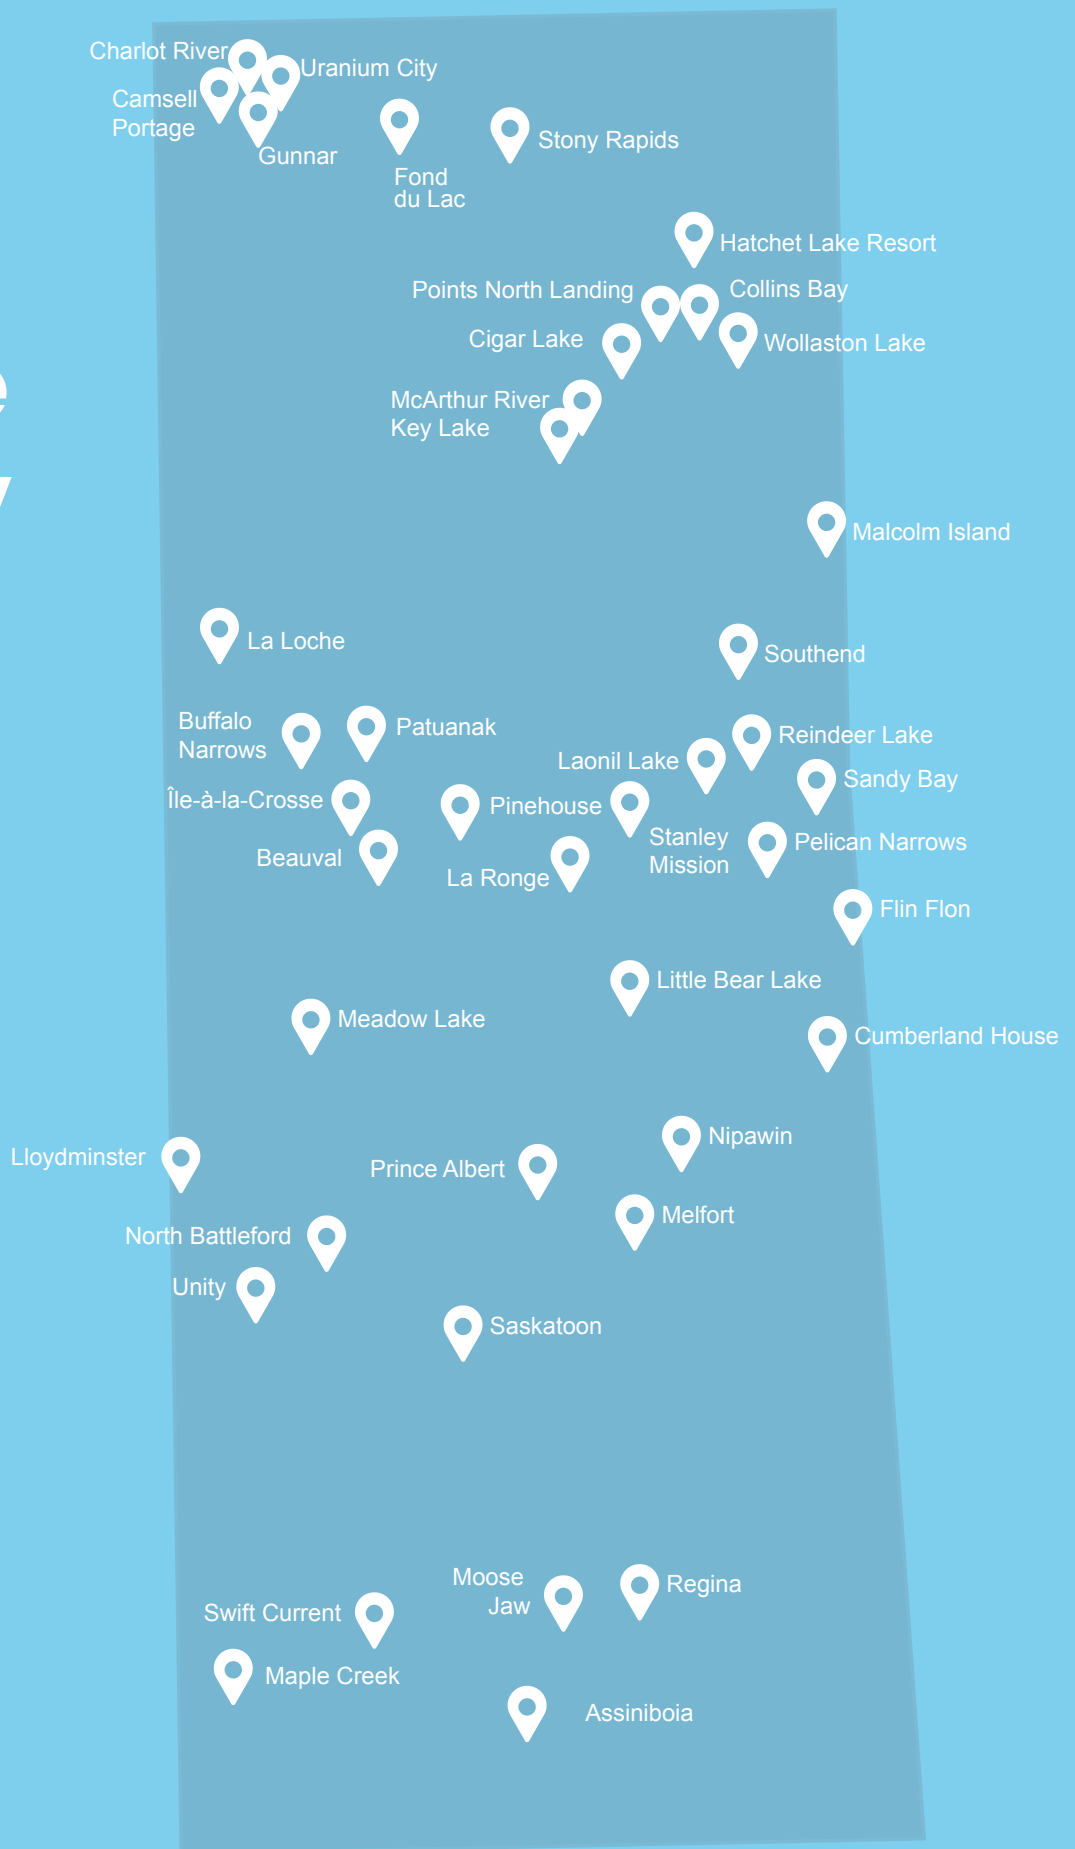 Charlot River
Uranium City
Camsell
Portage
Gunnar
Stony Rapids
Fond
du Lac
Hatchet Lake Resort
Points North Landing
Collins Bay
Cigar Lake
Wollaston Lake
McArthur River
Key Lake
Malcolm Island
La Loche
Southend
Buffalo
Narrows
Patuanak
Reindeer Lake
Laonil Lake
Sandy Bay
Île-à-la-Crosse
Pinehouse
Stanley
Mission
Pelican Narrows
Beauval
La Ronge
Flin Flon
Little Bear Lake
Meadow Lake
Cumberland House
Nipawin
Lloydminster
Prince Albert
Melfort
North Battleford
Unity
Saskatoon
Moose
Jaw
Regina
Swift Current
Maple Creek
Assiniboia